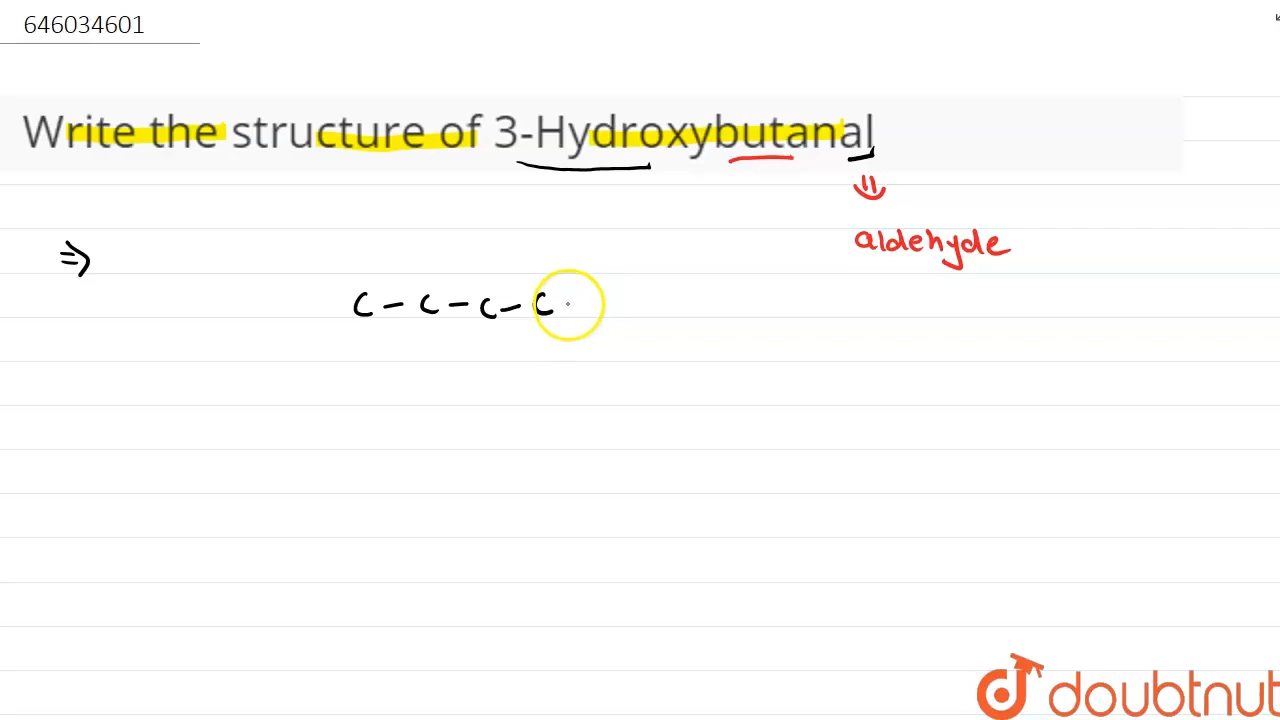 646034601
Write the structure of 3-Hydroxybutanal
aldehyde
⇒
C - C - C - C
doubtnut